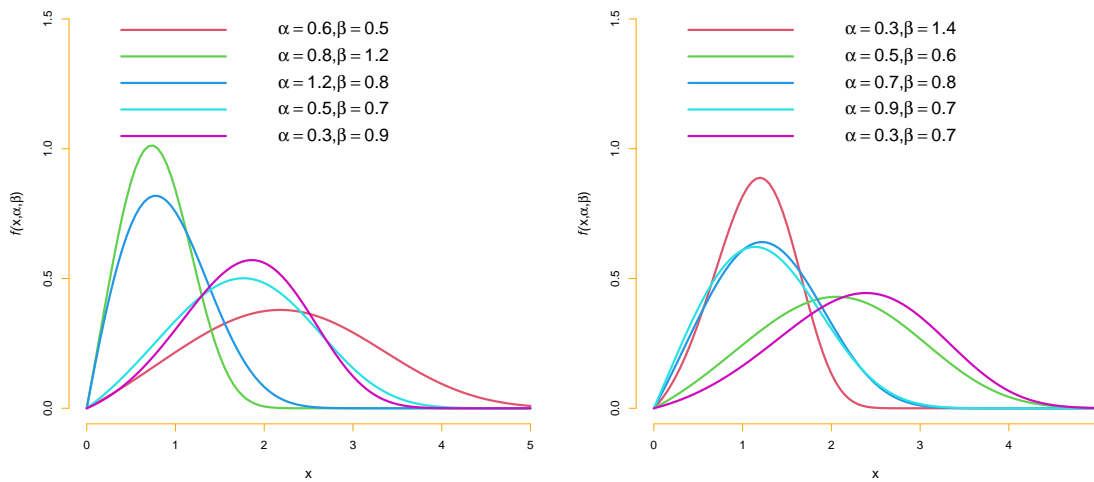 α = 0.6,β = 0.5
α = 0.8,β = 1.2
α = 1.2,β = 0.8
α = 0.5,β = 0.7
α = 0.3,β = 0.9
1.5
1.0
0.5
0.0
f(x,α,β)
0 1 2 3 4 5
x
α = 0.3,β = 1.4
α = 0.5,β = 0.6
α = 0.7,β = 0.8
α = 0.9,β = 0.7
α = 0.3,β = 0.7
1.5
1.0
0.5
0.0
f(x,α,β)
0 1 2 3 4
x